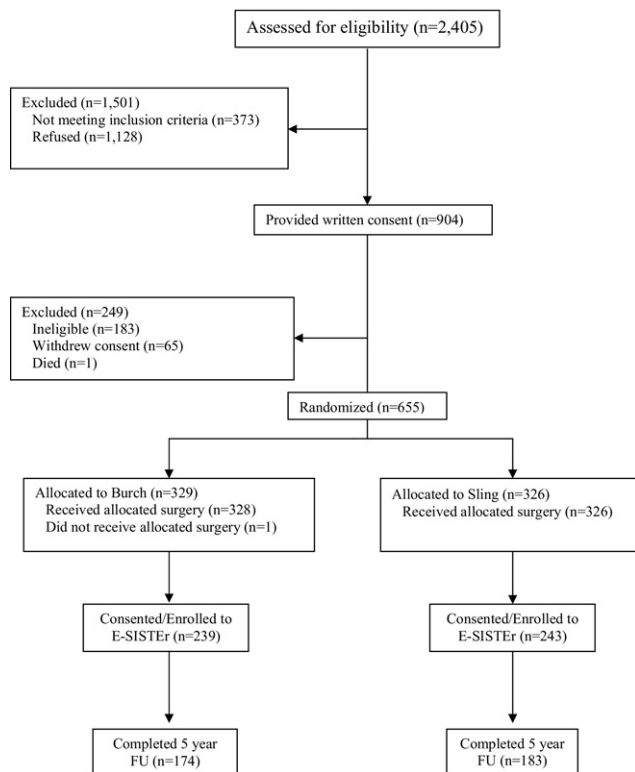 Assessed for eligibility (n=2,405)
Excluded (n=1,501)
Not meeting inclusion criteria (n=373)
Refused (n=1,128)
Provided written consent (n=904)
Excluded (n=249)
Ineligible (n=183)
Withdrew consent (n=65)
Died (n=1)
Randomized (n=655)
Allocated to Burch (n=329)
Received allocated surgery (n=328)
Did not receive allocated surgery (n=1)
Allocated to Sling (n=326)
Received allocated surgery (n=326)
Consented/Enrolled to
E-SISTEr (n=239)
Consented/Enrolled to
E-SISTEr (n=243)
Completed 5 year
FU (n=174)
Completed 5 year
FU (n=183)